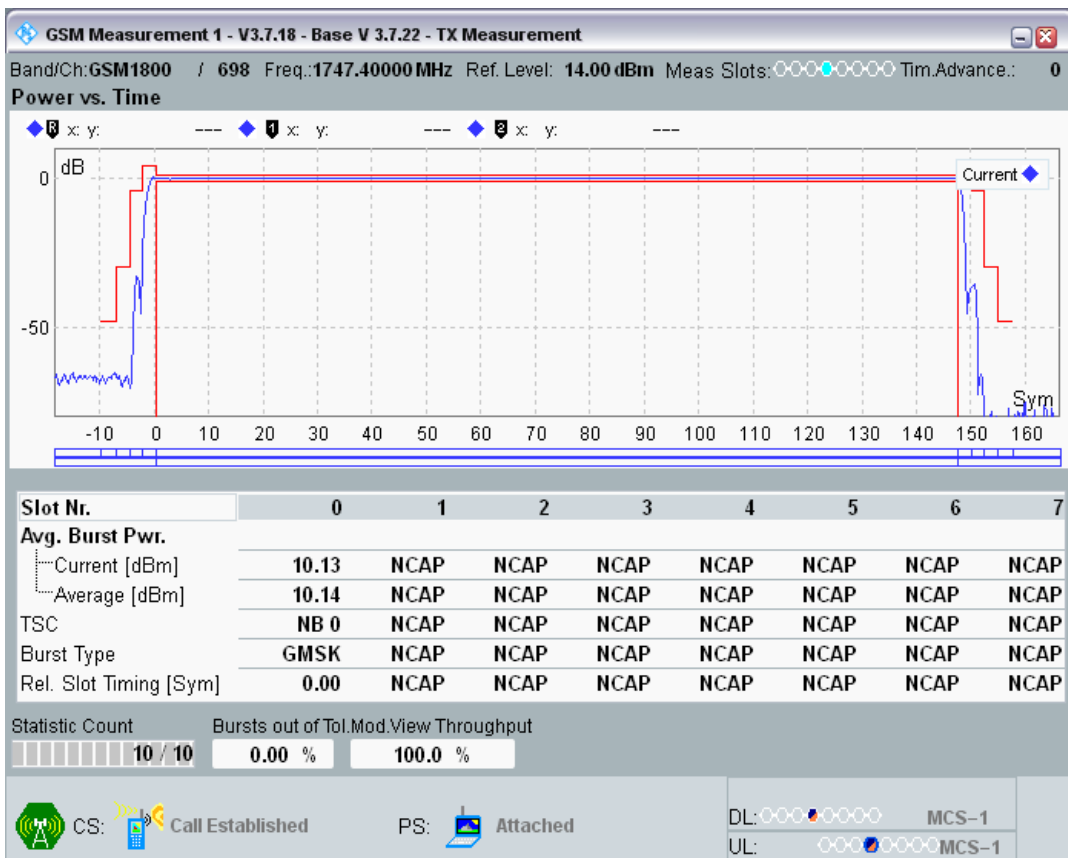 GSM Measurement 1 - V3.7.18 - Base V 3.7.22 - TX Measurement
Band/Ch:GSM1800 / 698 Freq.:1747.40000 MHz Ref. Level: 14.00 dBm Meas Slots: Tim.Advance.: 0
Power vs. Time
R x: y: --- 1 x: y: --- 2 x: y: ---
dB
Current
0
-50
Sym
-10 0 10 20 30 40 50 60 70 80 90 100 110 120 130 140 150 160
Slot Nr. 0 1 2 3 4 5 6 7
Avg. Burst Pwr.
Current [dBm] 10.13 NCAP NCAP NCAP NCAP NCAP NCAP NCAP
Average [dBm] 10.14 NCAP NCAP NCAP NCAP NCAP NCAP NCAP
TSC NB 0 NCAP NCAP NCAP NCAP NCAP NCAP NCAP
Burst Type GMSK NCAP NCAP NCAP NCAP NCAP NCAP NCAP
Rel. Slot Timing [Sym] 0.00 NCAP NCAP NCAP NCAP NCAP NCAP NCAP
Statistic Count Bursts out of Tol.Mod.View Throughput
10 / 10 0.00 % 100.0 %
CS: Call Established PS: Attached
DL: MCS-1
UL: MCS-1